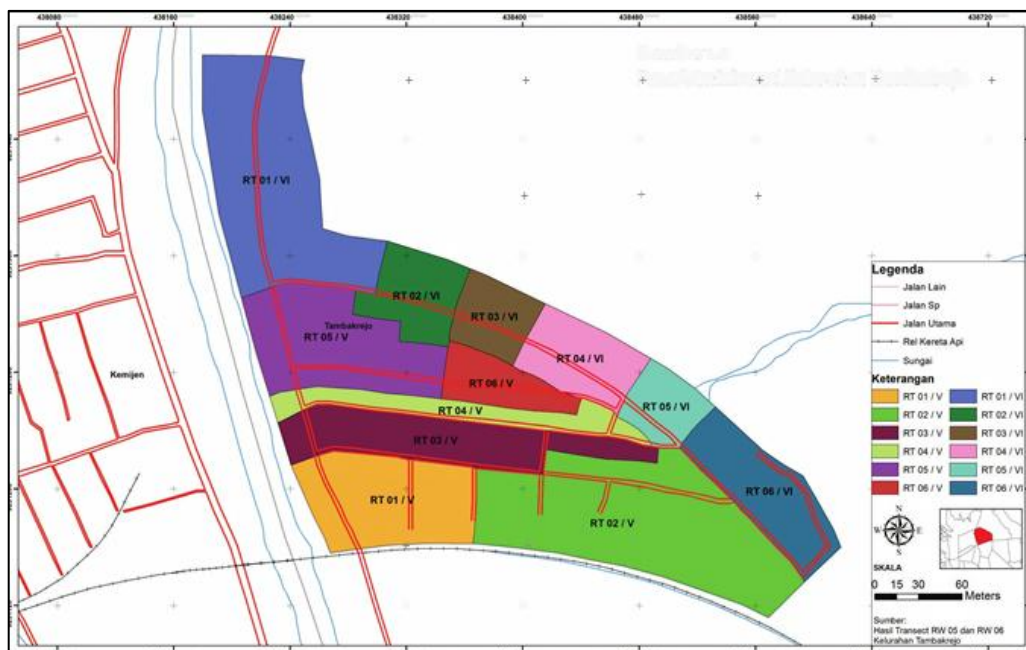 438080 438160 438240 438320 438400 438480 438560 438640 438720
RT 01 / VI
RT 02 / VI
RT 03 / VI
Tambakrejo
RT 05 / V
RT 04 / VI
Kemijen
RT 06 / V
RT 04 / V
RT 05 / VI
RT 03 / V
RT 01 / V
RT 02 / V
RT 06 / VI
Legenda
Jalan Lain
Jalan Sp
Jalan Utama
Rel Kereta Api
Sungai
Keterangan
RT 01 / V RT 01 / VI
RT 02 / V RT 02 / VI
RT 03 / V RT 03 / VI
RT 04 / V RT 04 / VI
RT 05 / V RT 05 / VI
RT 06 / V RT 06 / VI
N
W E
S
SKALA
0 15 30 60
Meters
Sumber:
Hasil Transect RW 05 dan RW 06
Kelurahan Tambakrejo